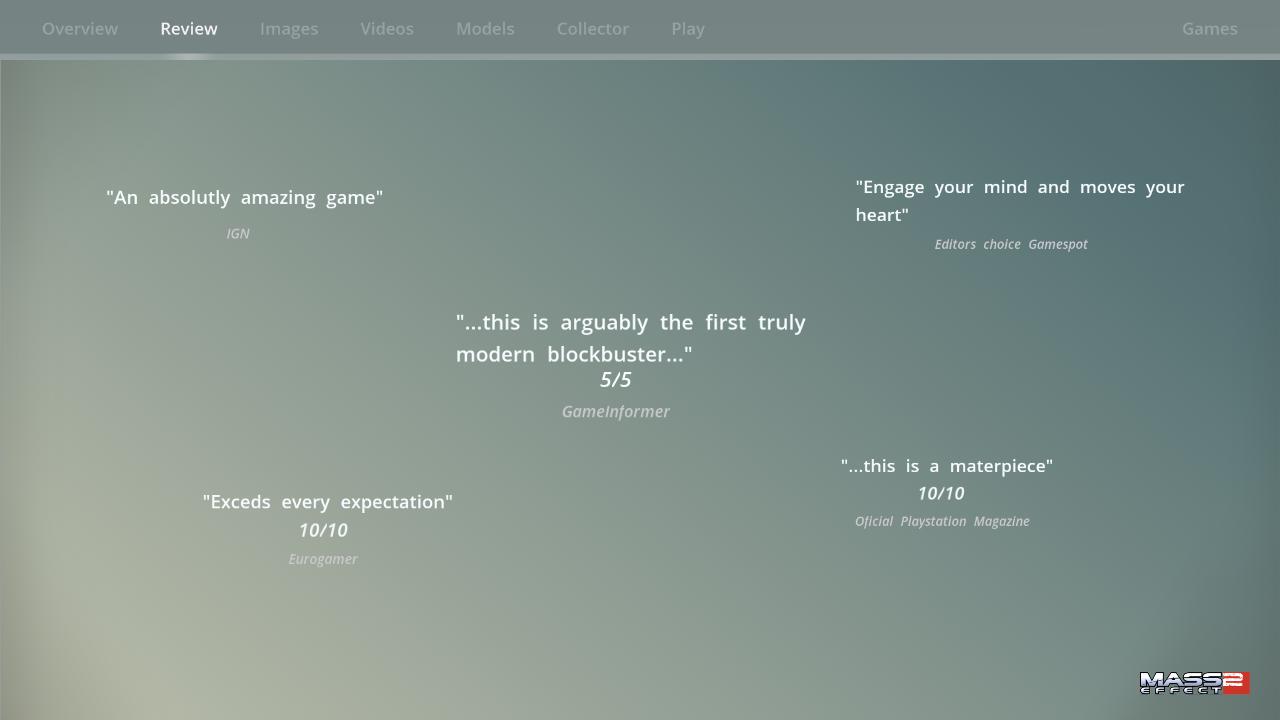 Overview Review Images Videos Models Collector Play Games
"An absolutly amazing game"
IGN
"Engage your mind and moves your
heart"
Editors choice Gamespot
"...this is arguably the first truly
modern blockbuster..."
5/5
GameInformer
"...this is a materpiece"
10/10
Oficial Playstation Magazine
"Exceds every expectation"
10/10
Eurogamer
MASS
EFFECT 2